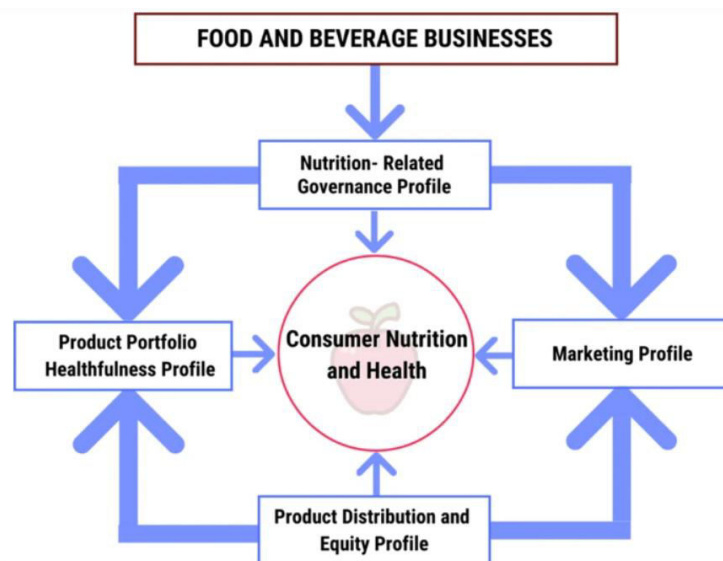 FOOD AND BEVERAGE BUSINESSES
Nutrition- Related
Governance Profile
Product Portfolio
Healthfulness Profile
Consumer Nutrition
and Health
Marketing Profile
Product Distribution and
Equity Profile